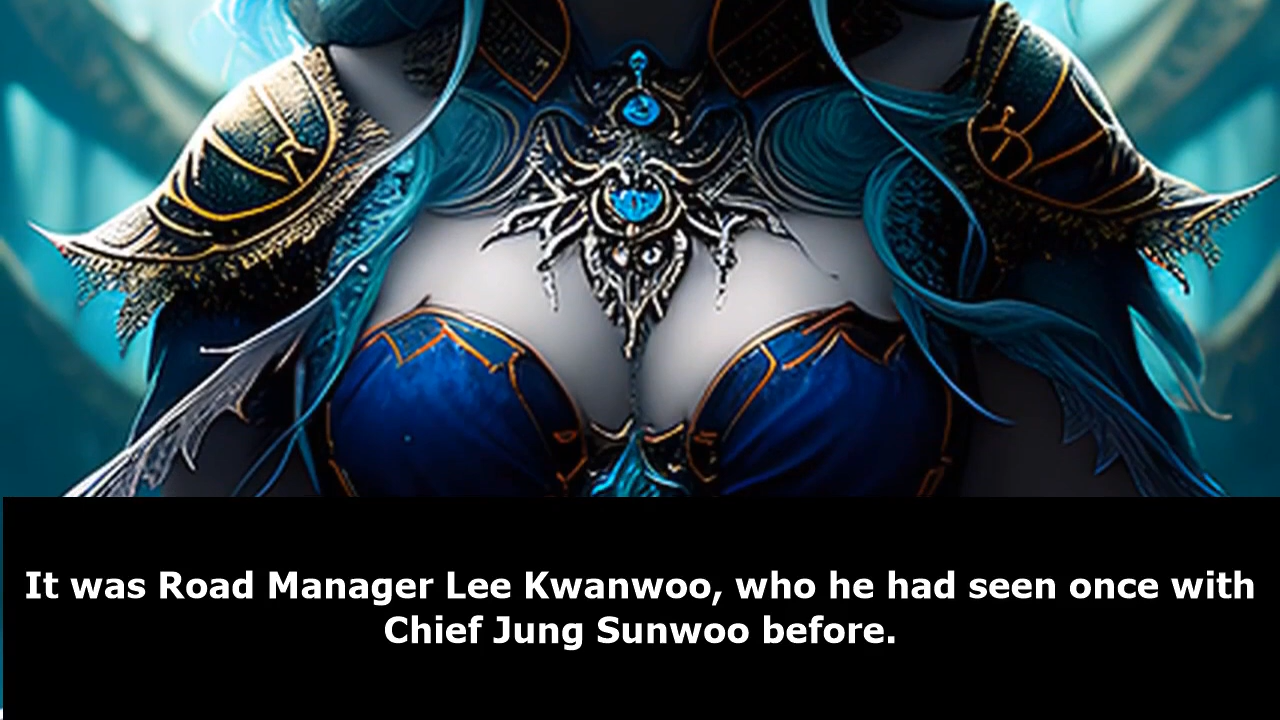 It was Road Manager Lee Kwanwoo, who he had seen once with
Chief Jung Sunwoo before.